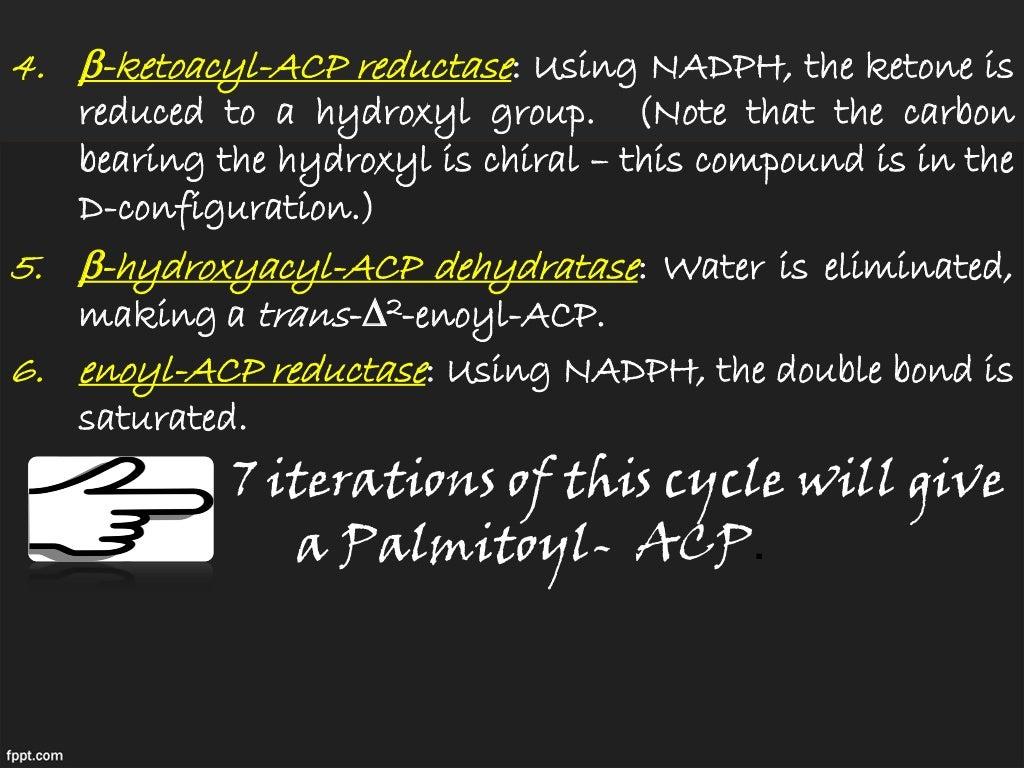 4. β-ketoacyl-ACP reductase: Using NADPH, the ketone is
reduced to a hydroxyl group. (Note that the carbon
bearing the hydroxyl is chiral – this compound is in the
D-configuration.)
5. β-hydroxyacyl-ACP dehydratase: Water is eliminated,
making a trans-Δ²-enoyl-ACP.
6. enoyl-ACP reductase: Using NADPH, the double bond is
saturated.
7 iterations of this cycle will give
a Palmitoyl- ACP.
fppt.com